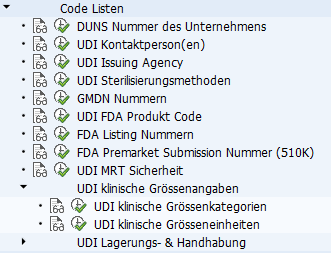 Code Listen
DUNS Nummer des Unternehmens
UDI Kontaktperson(en)
UDI Issuing Agency
UDI Sterilisierungsmethoden
GMDN Nummern
UDI FDA Produkt Code
FDA Listing Nummern
FDA Premarket Submission Nummer (510K)
UDI MRT Sicherheit
UDI klinische Grössenangaben
UDI klinische Grössenkategorien
UDI klinische Grösseneinheiten
UDI Lagerungs- & Handhabung